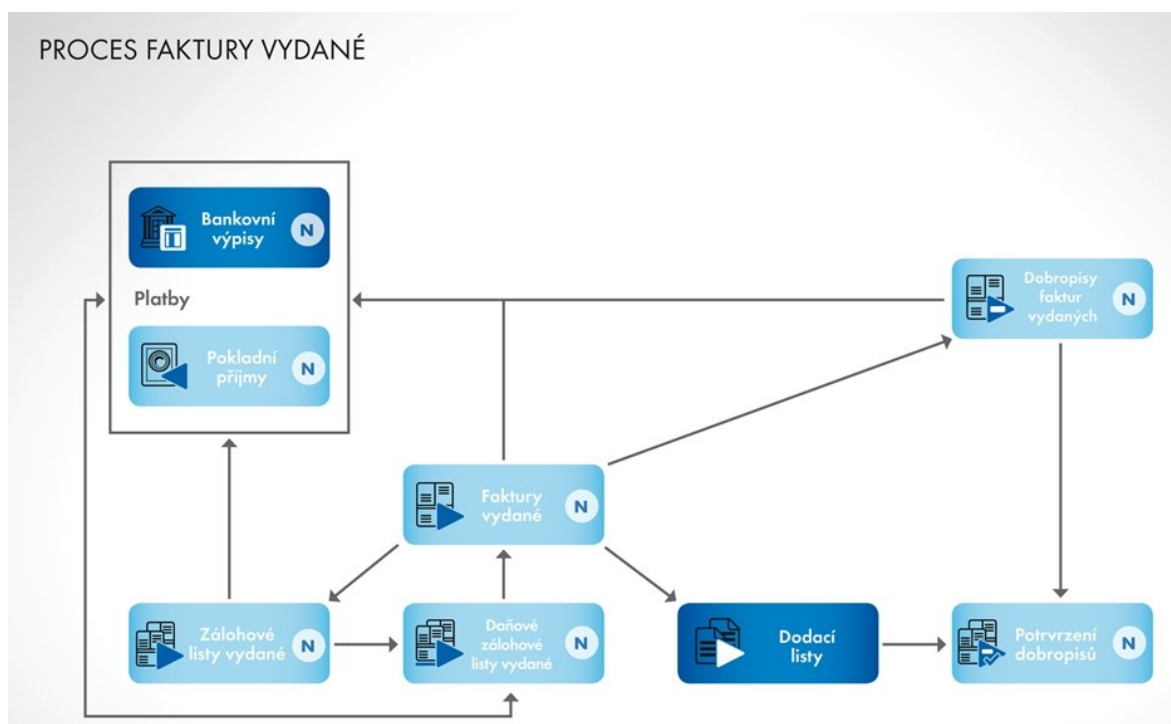 PROCES FAKTURY VYDANÉ
Bankovní
výpisy
N
Platby
Pokladní
příjmy
N
Dobropisy
faktur
vydaných
N
Faktury
vydané
N
Zálohové
listy vydané
N
Daňové
zálohové
listy vydané
N
Dodací
listy
Potrvrzení
dobropisů
N